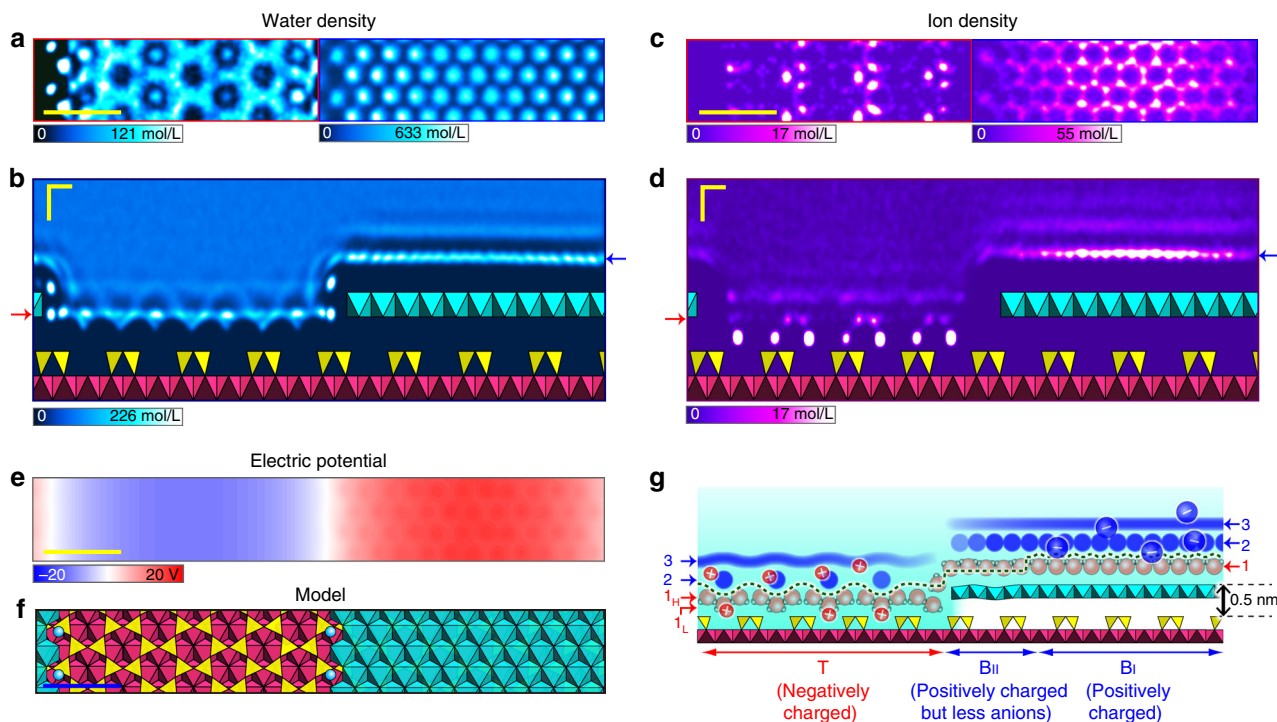 Water density
Ion density
a
c
0 121 mol/L
0 633 mol/L
0 17 mol/L
0 55 mol/L
b
d
0 226 mol/L
0 17 mol/L
Electric potential
e
g
–20 20 V
Model
f
3
2
1H
1L
3
2
1
0.5 nm
T
(Negatively
charged)
BII
(Positively charged
but less anions)
BI
(Positively
charged)